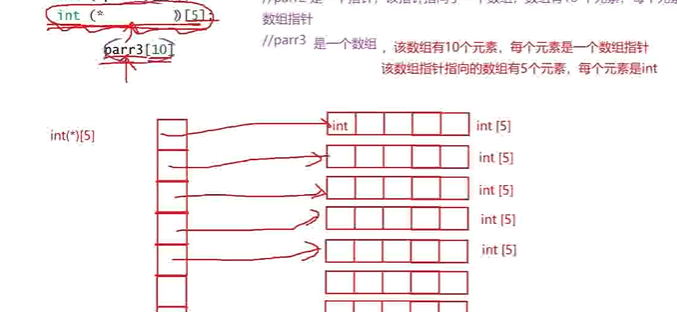 int (* )[5];
//parr2 是一个指针，该指针指向了一个数组，数组有10个元素，每个元素
数组指针
parr3[10]
//parr3 是一个数组 ，该数组有10个元素，每个元素是一个数组指针
该数组指针指向的数组有5个元素，每个元素是int
int(*)[5]
int int [5]
int [5]
int [5]
int [5]
int [5]